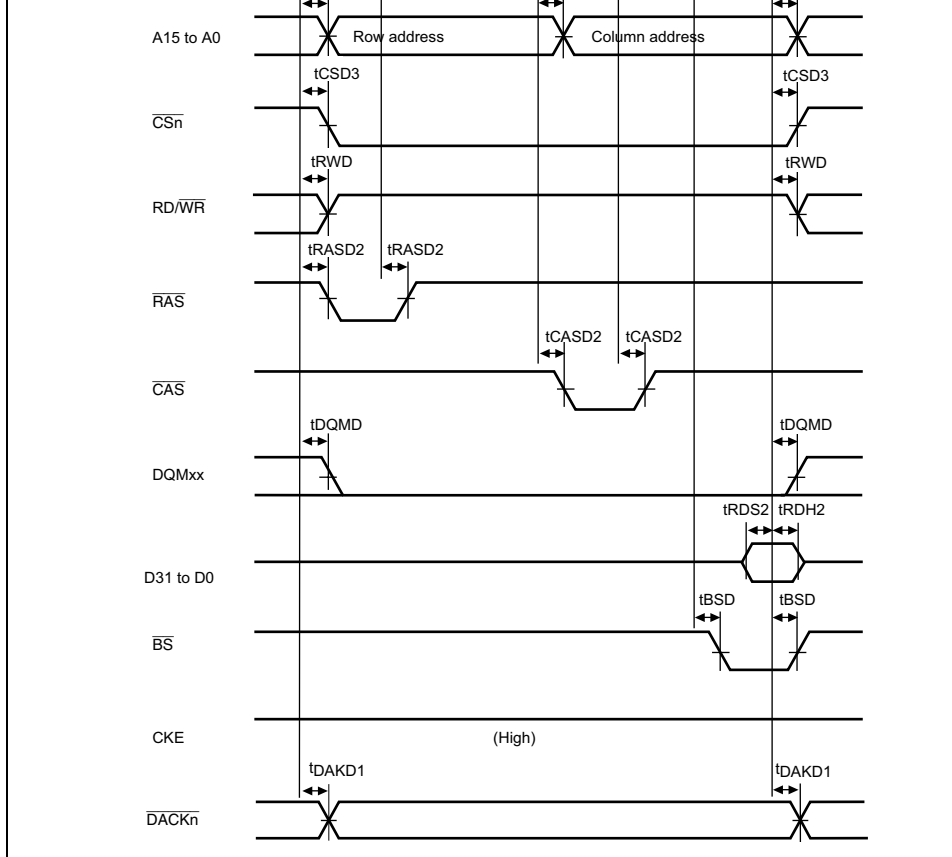 A15 to A0
Row address
Column address
tCSD3
tCSD3
CSn
tRWD
tRWD
RD/WR
tRASD2
tRASD2
RAS
tCASD2
tCASD2
CAS
tDQMD
tDQMD
DQMxx
tRDS2
tRDH2
D31 to D0
tBSD
tBSD
BS
CKE
(High)
tDAKD1
tDAKD1
DACKn